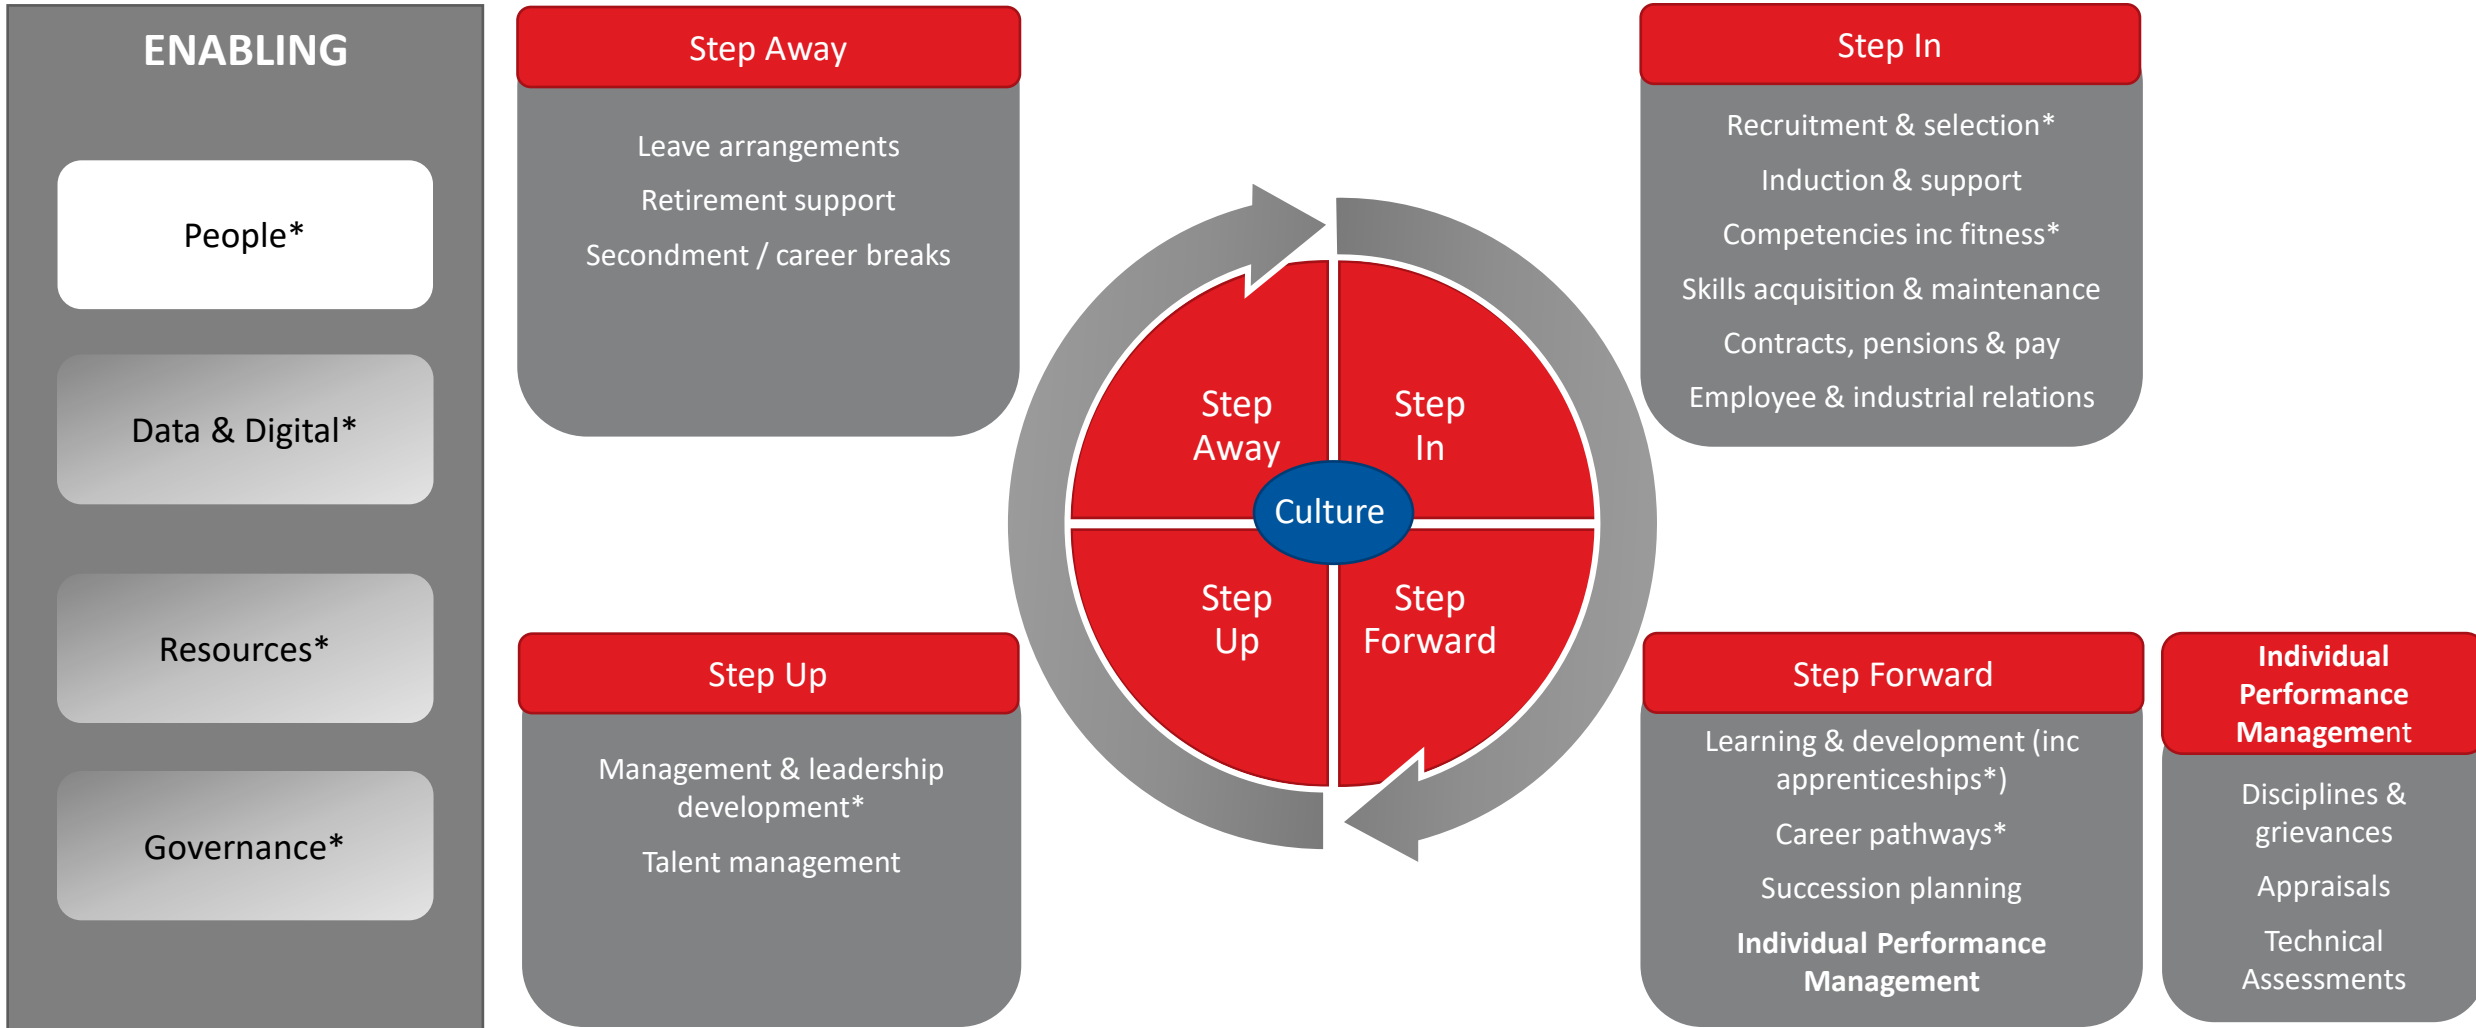 ENABLING
People*
Data & Digital*
Resources*
Governance*
Step Away
Leave arrangements
Retirement support
Secondment / career breaks
Step In
Recruitment & selection*
Induction & support
Competencies inc fitness*
Skills acquisition & maintenance
Contracts, pensions & pay
Employee & industrial relations
Step
Away
Step
In
Culture
Step
Up
Step
Forward
Step Up
Management & leadership
development*
Talent management
Step Forward
Learning & development (inc
apprenticeships*)
Career pathways*
Succession planning
Individual Performance
Management
Individual
Performance
Management
Disciplines &
grievances
Appraisals
Technical
Assessments